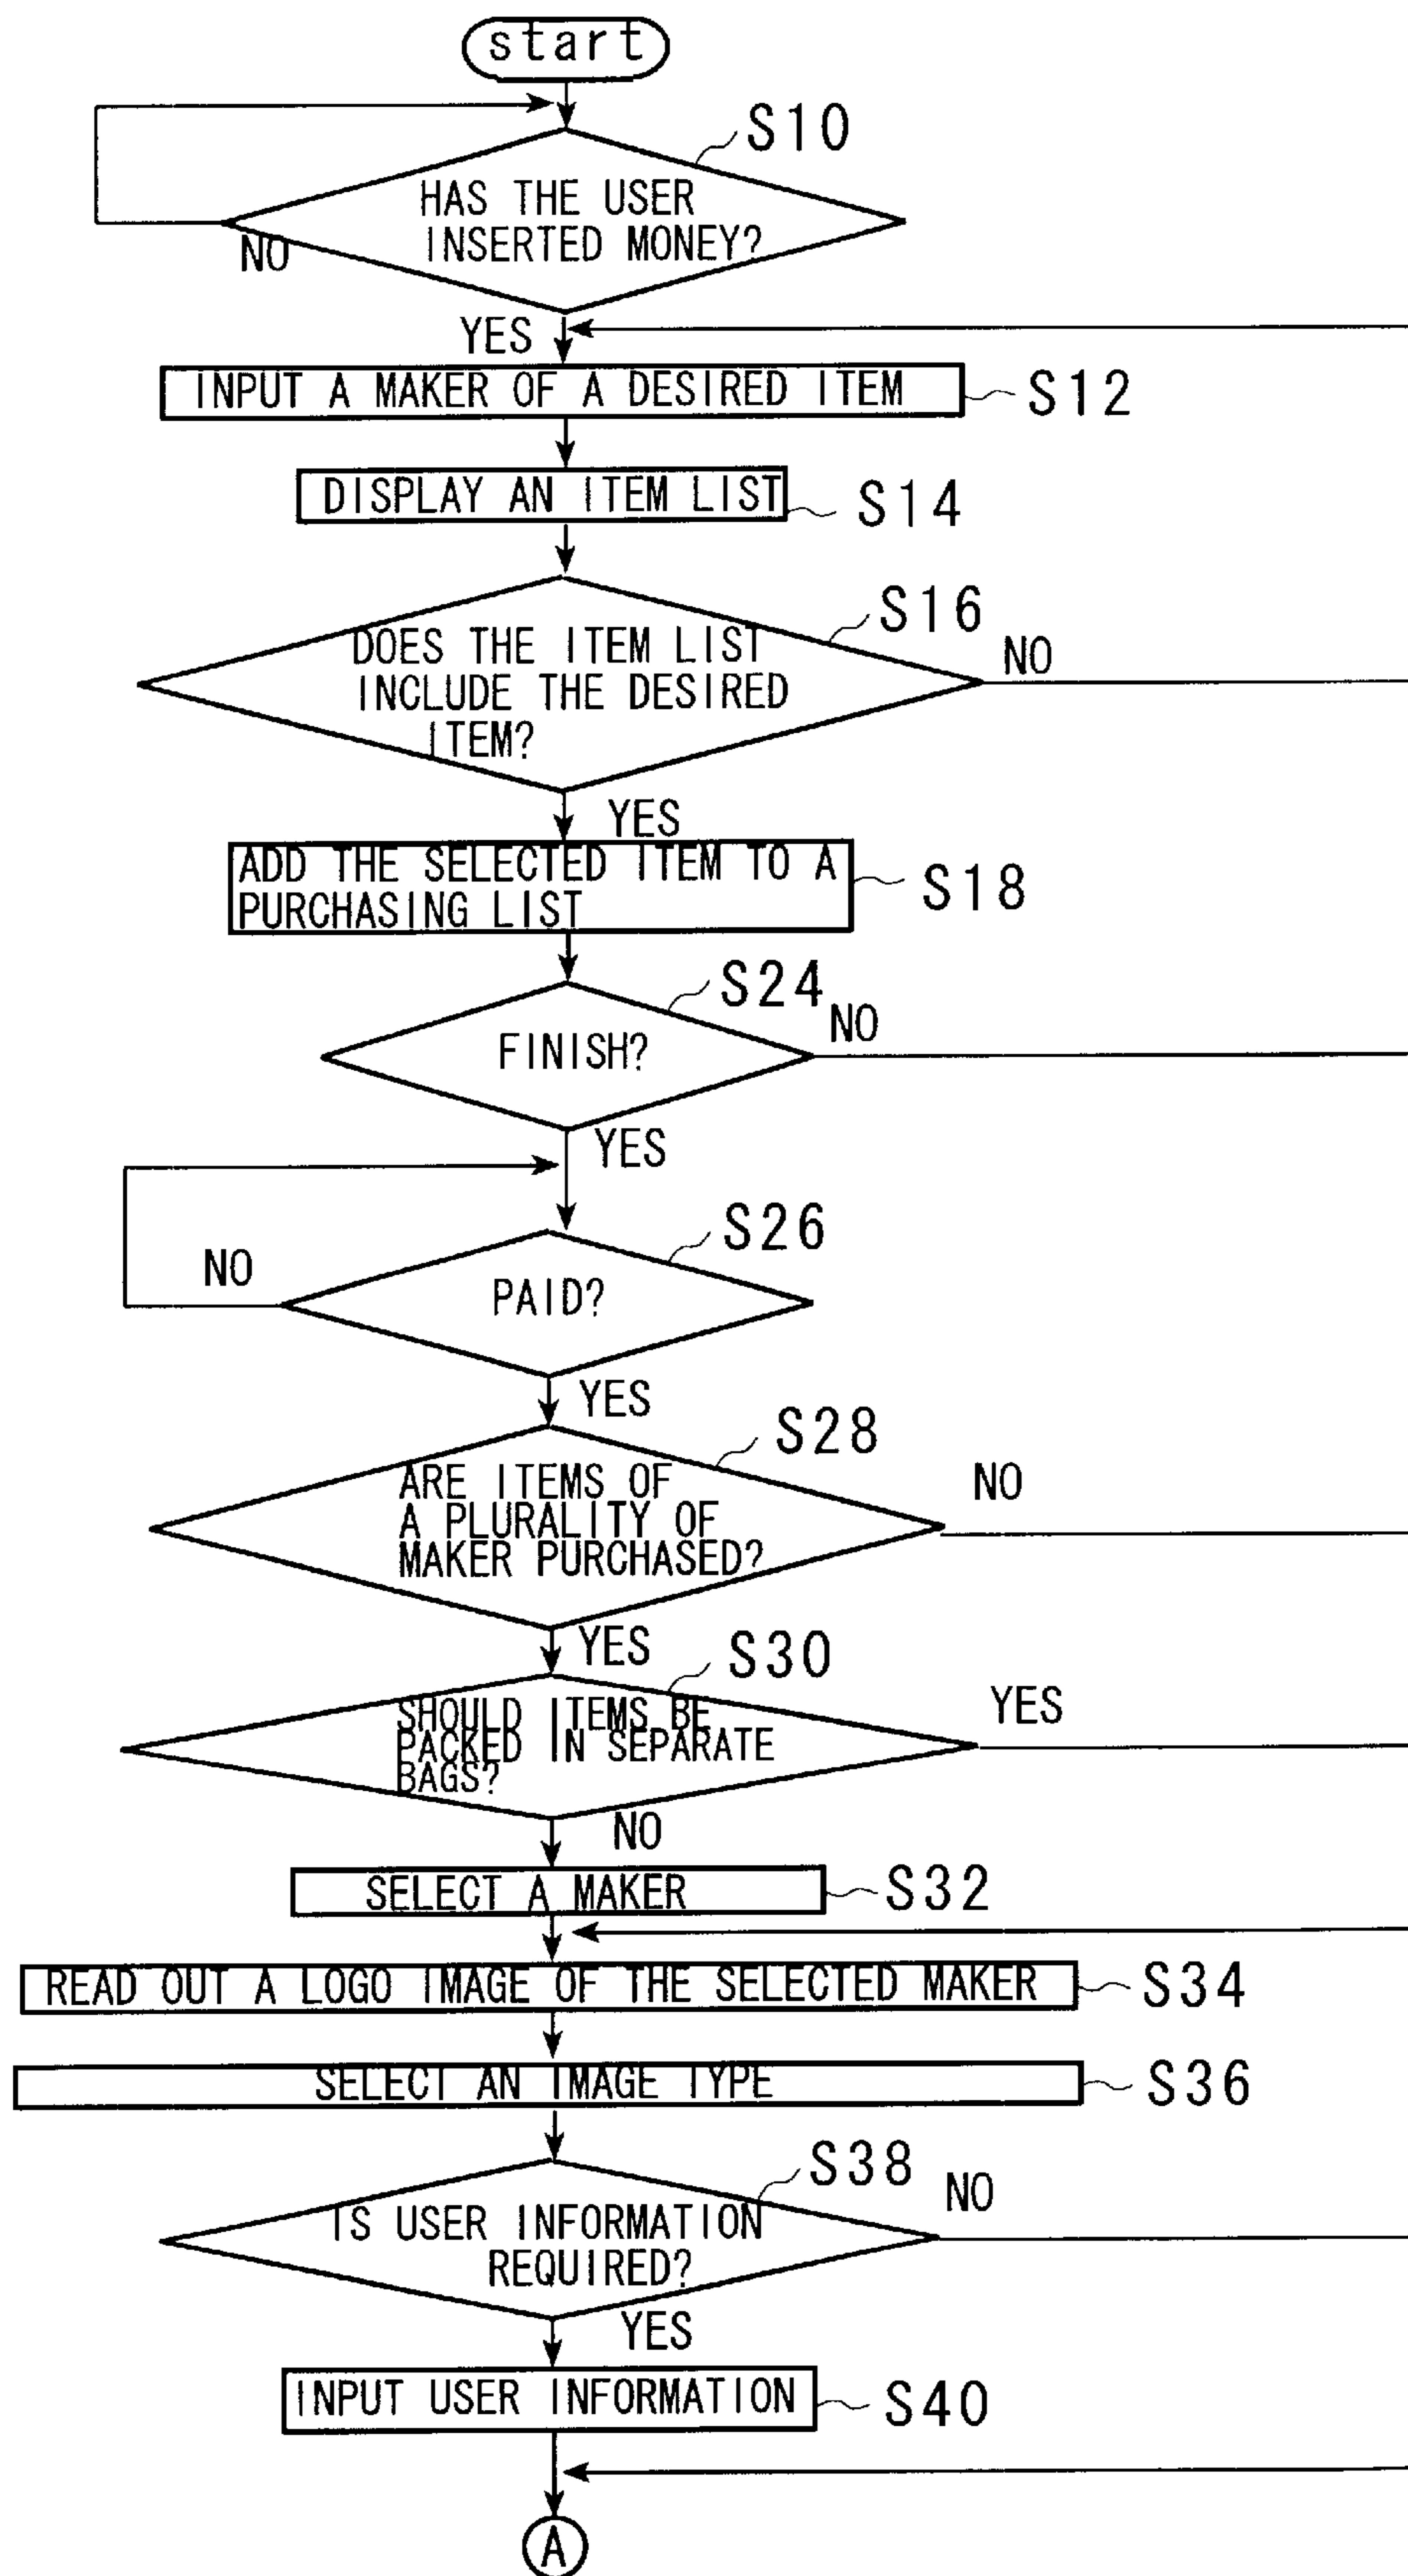 start
S10
HAS THE USER
INSERTED MONEY?
NO
YES
INPUT A MAKER OF A DESIRED ITEM
S12
DISPLAY AN ITEM LIST
S14
S16
DOES THE ITEM LIST
INCLUDE THE DESIRED
ITEM?
NO
YES
ADD THE SELECTED ITEM TO A
PURCHASING LIST
S18
S24
FINISH?
NO
YES
S26
PAID?
NO
YES
S28
ARE ITEMS OF
A PLURALITY OF
MAKER PURCHASED?
NO
YES
S30
SHOULD ITEMS BE
PACKED IN SEPARATE
BAGS?
YES
NO
SELECT A MAKER
S32
READ OUT A LOGO IMAGE OF THE SELECTED MAKER
S34
SELECT AN IMAGE TYPE
S36
S38
IS USER INFORMATION
REQUIRED?
NO
YES
INPUT USER INFORMATION
S40
A